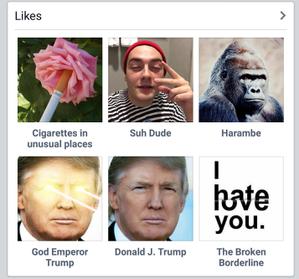 Likes
Cigarettes in
unusual places
Suh Dude
Harambe
God Emperor
Trump
Donald J. Trump
I
hate
love
you.
The Broken
Borderline